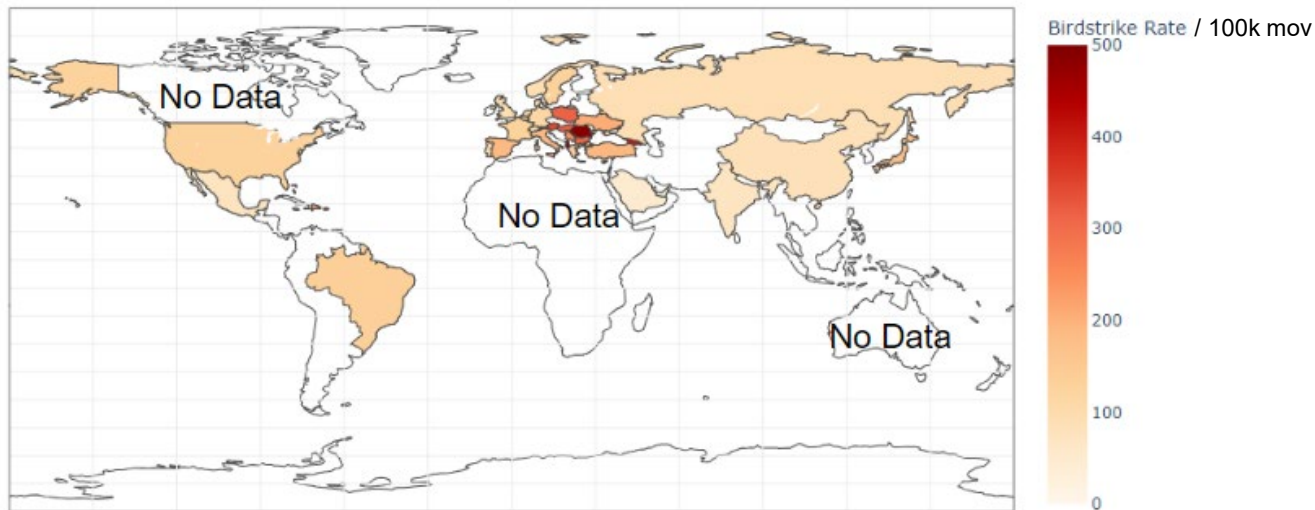 Birdstrike Rate / 100k mov
500
400
300
200
100
0
No Data
No Data
No Data